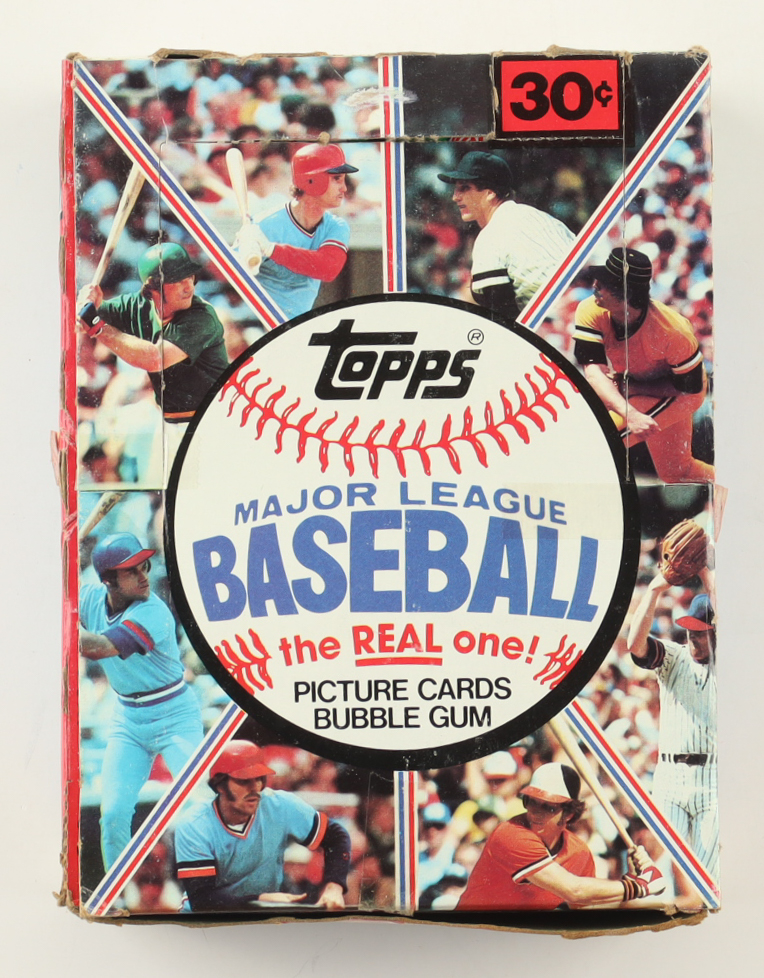 30¢
TOPPS®
MAJOR LEAGUE
BASEBALL
the REAL one!
PICTURE CARDS
BUBBLE GUM